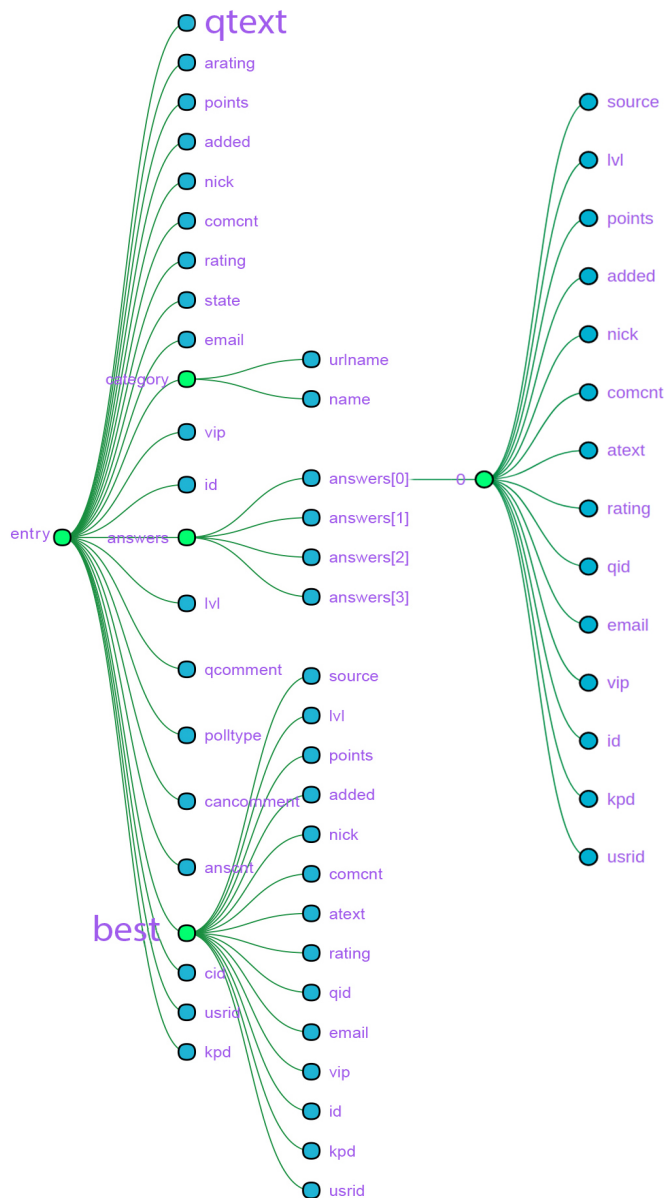 qtext
arating
points
added
nick
comcnt
rating
state
email
category
urlname
name
vip
id
entry
answers
answers[0]
answers[1]
answers[2]
answers[3]
0
source
lvl
points
added
nick
comcnt
atext
rating
qid
email
vip
id
kpd
usrid
lvl
qcomment
polltype
cancomment
anscnt
best
source
lvl
points
added
nick
comcnt
atext
rating
qid
email
vip
id
kpd
usrid
cid
usrid
kpd